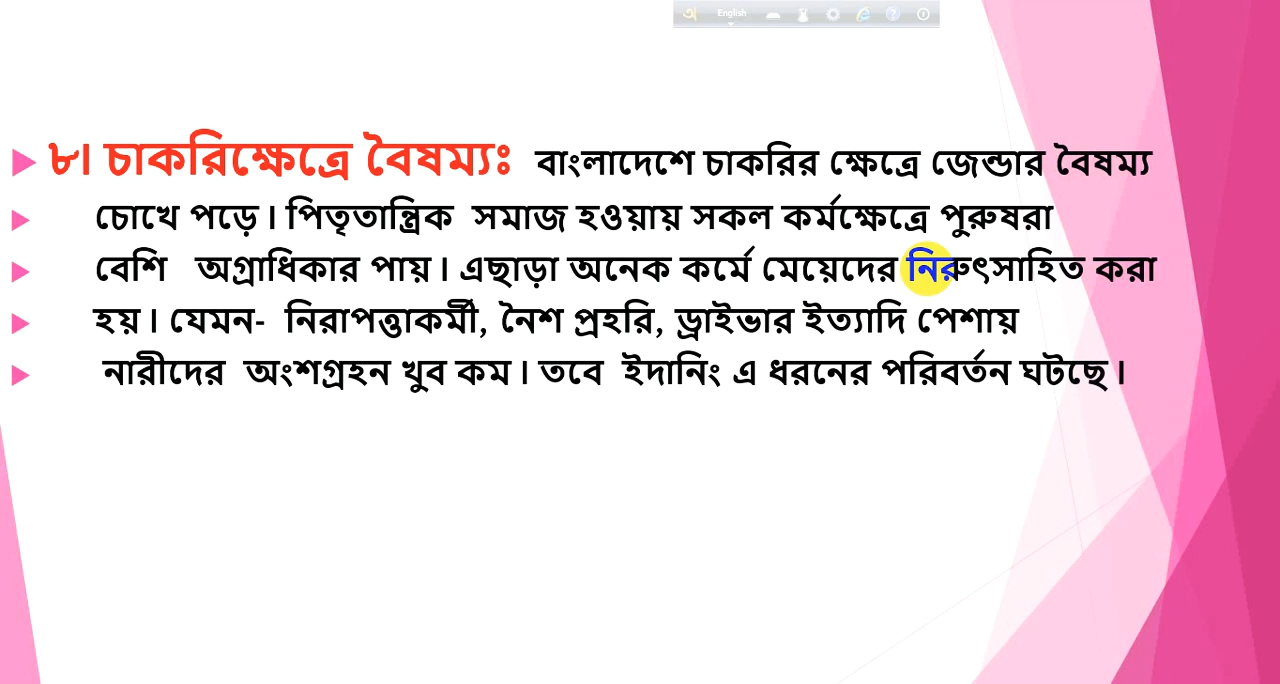 অ English
৮। চাকরিক্ষেত্রে বৈষম্যঃ বাংলাদেশে চাকরির ক্ষেত্রে জেন্ডার বৈষম্য
চোখে পড়ে। পিতৃতান্ত্রিক সমাজ হওয়ায় সকল কর্মক্ষেত্রে পুরুষরা
বেশি অগ্রাধিকার পায়। এছাড়া অনেক কর্মে মেয়েদের নিরুৎসাহিত করা
হয়। যেমন- নিরাপত্তাকর্মী, নৈশ প্রহরি, ড্রাইভার ইত্যাদি পেশায়
নারীদের অংশগ্রহন খুব কম। তবে ইদানিং এ ধরনের পরিবর্তন ঘটছে।